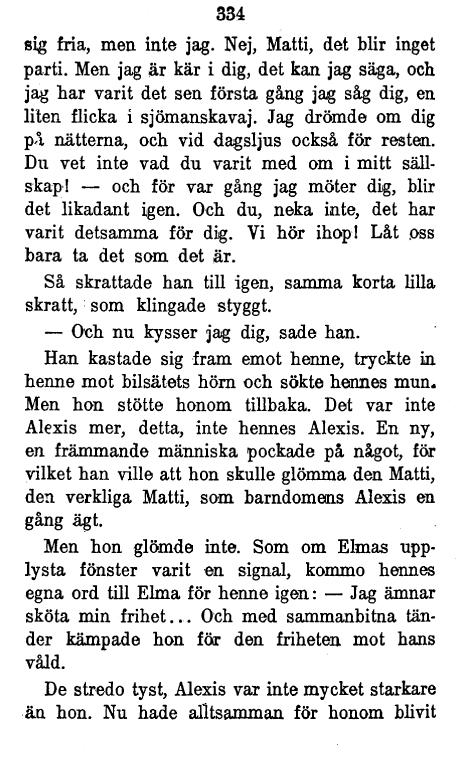 334
sig fria, men inte jag. Nej, Matti, det blir inget
parti. Men jag är kär i dig, det kan jag säga, och
jag har varit det sen första gång jag såg dig, en
liten flicka i sjömanskavaj. Jag drömde om dig
på nätterna, och vid dagsljus också för resten.
Du vet inte vad du varit med om i mitt säll-
skap! — och för var gång jag möter dig, blir
det likadant igen. Och du, neka inte, det har
varit detsamma för dig. Vi hör ihop! Låt oss
bara ta det som det är.
Så skrattade han till igen, samma korta lilla
skratt, som klingade styggt.
— Och nu kysser jag dig, sade han.
Han kastade sig fram emot henne, tryckte in
henne mot bilsätets hörn och sökte hennes mun.
Men hon stötte honom tillbaka. Det var inte
Alexis mer, detta, inte hennes Alexis. En ny,
en främmande människa pockade på något, för
vilket han ville att hon skulle glömma den Matti,
den verkliga Matti, som barndomens Alexis en
gång ägt.
Men hon glömde inte. Som om Elmas upp-
lysta fönster varit en signal, kommo hennes
egna ord till Elma för henne igen: — Jag ämnar
sköta min frihet... Och med sammanbitna tän-
der kämpade hon för den friheten mot hans
våld.
De stredo tyst, Alexis var inte mycket starkare
än hon. Nu hade alltsamman för honom blivit